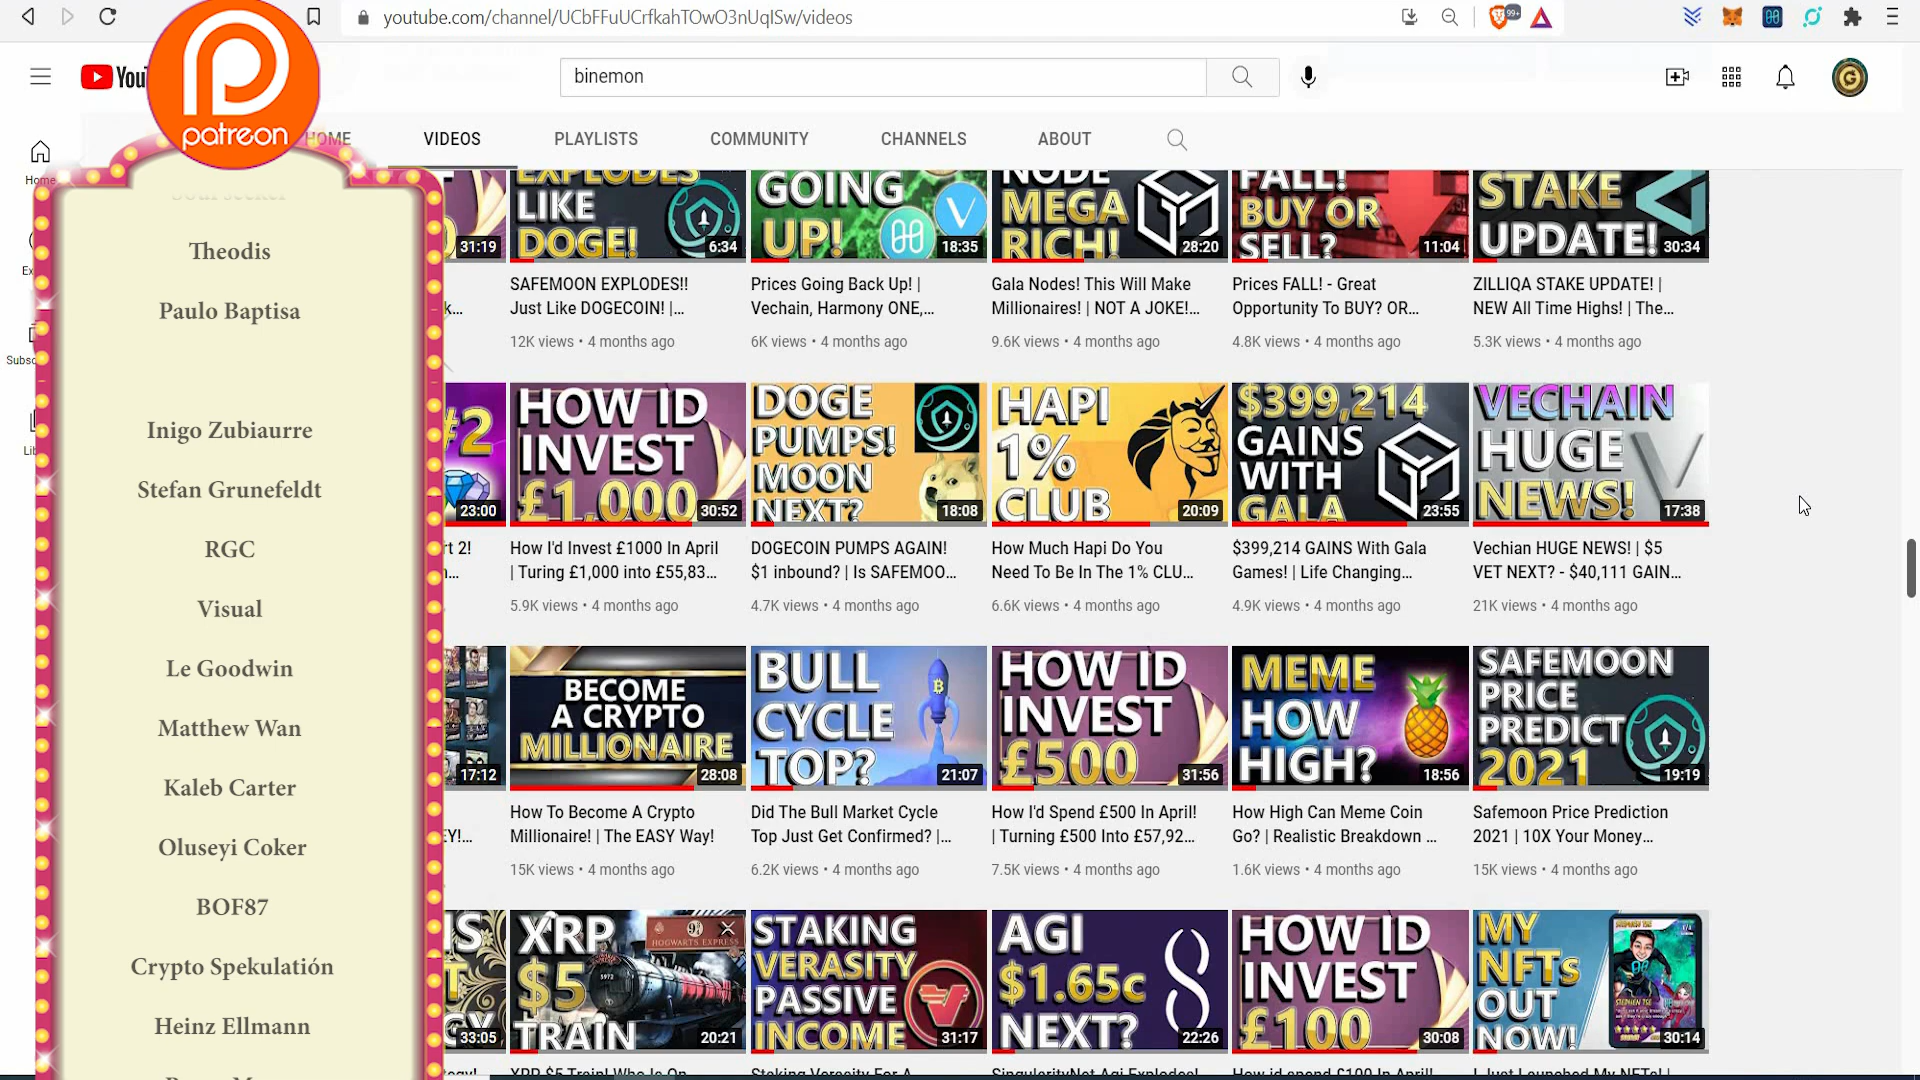 youtube.com/channel/UCbFFuUCrfkahTOwO3nUqISw/videos
99+
You
binemon
patreon
HOME
VIDEOS
PLAYLISTS
COMMUNITY
CHANNELS
ABOUT
Home
Theodis
Paulo Baptisa
Inigo Zubiaurre
Stefan Grunefeldt
RGC
Visual
Le Goodwin
Matthew Wan
Kaleb Carter
Oluseyi Coker
BOF87
Crypto Spekulatión
Heinz Ellmann
31:19
EXPLODES
LIKE
DOGE!
6:34
GOING
UP!
18:35
NODE
MEGA
RICH!
28:20
FALL!
BUY OR
SELL?
11:04
STAKE
UPDATE!
30:34
k...
SAFEMOON EXPLODES!!
Just Like DOGECOIN! |...
12K views • 4 months ago
Prices Going Back Up! |
Vechain, Harmony ONE,...
6K views • 4 months ago
Gala Nodes! This Will Make
Millionaires! | NOT A JOKE!...
9.6K views • 4 months ago
Prices FALL! - Great
Opportunity To BUY? OR...
4.8K views • 4 months ago
ZILLIQA STAKE UPDATE! |
NEW All Time Highs! | The...
5.3K views • 4 months ago
#2
23:00
HOW ID
INVEST
£1,000
30:52
DOGE
PUMPS!
MOON
NEXT?
18:08
HAPI
1%
CLUB
20:09
$399,214
GAINS
WITH
GALA
23:55
VECHAIN
HUGE
NEWS!
17:38
rt 2!
How I'd Invest £1000 In April
| Turing £1,000 into £55,83...
5.9K views • 4 months ago
DOGECOIN PUMPS AGAIN!
$1 inbound? | Is SAFEMOO...
4.7K views • 4 months ago
How Much Hapi Do You
Need To Be In The 1% CLU...
6.6K views • 4 months ago
$399,214 GAINS With Gala
Games! | Life Changing...
4.9K views • 4 months ago
Vechian HUGE NEWS! | $5
VET NEXT? - $40,111 GAIN...
21K views • 4 months ago
17:12
BECOME
A CRYPTO
MILLIONAIRE
28:08
BULL
CYCLE
TOP?
21:07
HOW ID
INVEST
£500
31:56
MEME
HOW
HIGH?
18:56
SAFEMOON
PRICE
PREDICT
2021
19:19
EY!...
How To Become A Crypto
Millionaire! | The EASY Way!
15K views • 4 months ago
Did The Bull Market Cycle
Top Just Get Confirmed? |...
6.2K views • 4 months ago
How I'd Spend £500 In April!
| Turning £500 Into £57,92...
7.5K views • 4 months ago
How High Can Meme Coin
Go? | Realistic Breakdown ...
1.6K views • 4 months ago
Safemoon Price Prediction
2021 | 10X Your Money...
15K views • 4 months ago
33:05
XRP
$5
TRAIN
HOGWARTS EXPRESS
5972
20:21
STAKING
VERASITY
PASSIVE
INCOME
31:17
AGI
$1.65c
NEXT?
22:26
HOW ID
INVEST
£100
30:08
MY
NFTs
OUT
NOW!
30:14